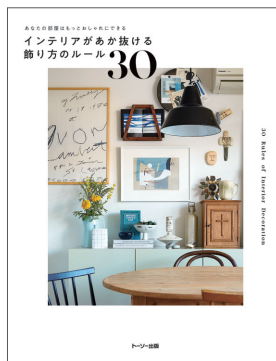 あなたの部屋はもっとおしゃれにできる
インテリアがあか抜ける
飾り方のルール30
30 Rules of Interior Decoration
トーソー出版